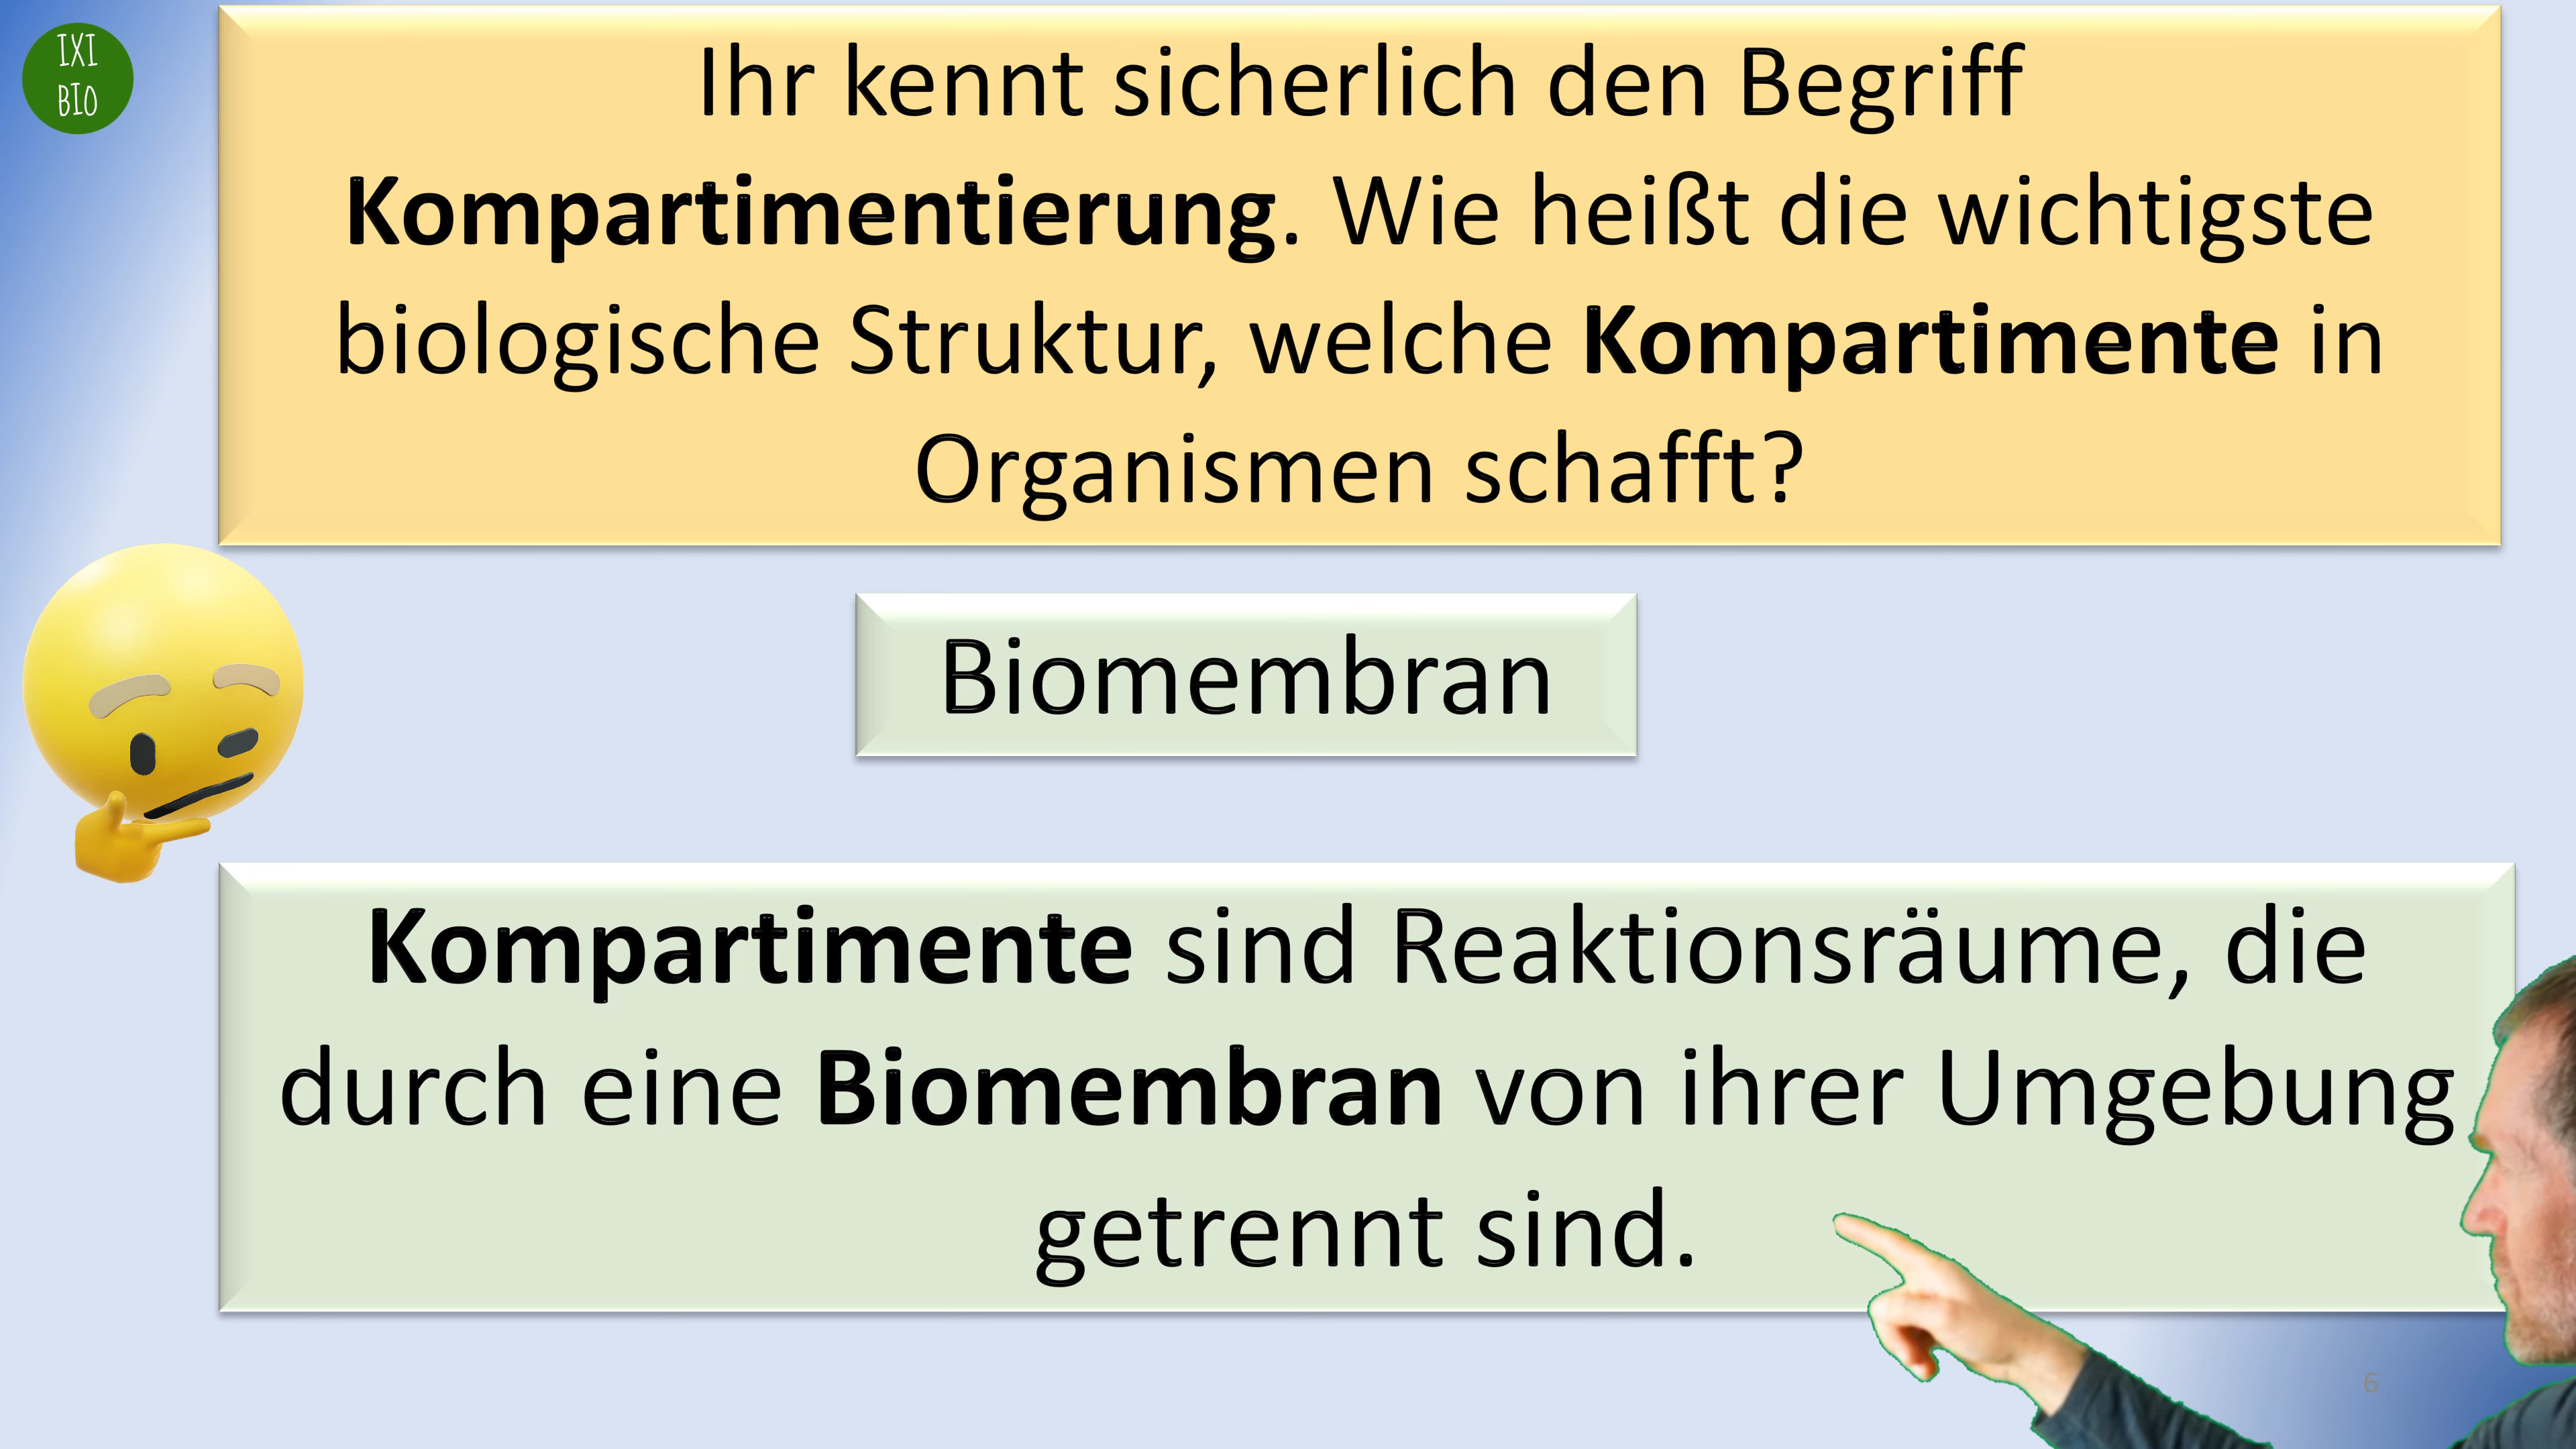 IXI
BIO
Ihr kennt sicherlich den Begriff
Kompartimentierung. Wie heißt die wichtigste
biologische Struktur, welche Kompartimente in
Organismen schafft?
Biomembran
Kompartimente sind Reaktionsräume, die
durch eine Biomembran von ihrer Umgebung
getrennt sind.
6